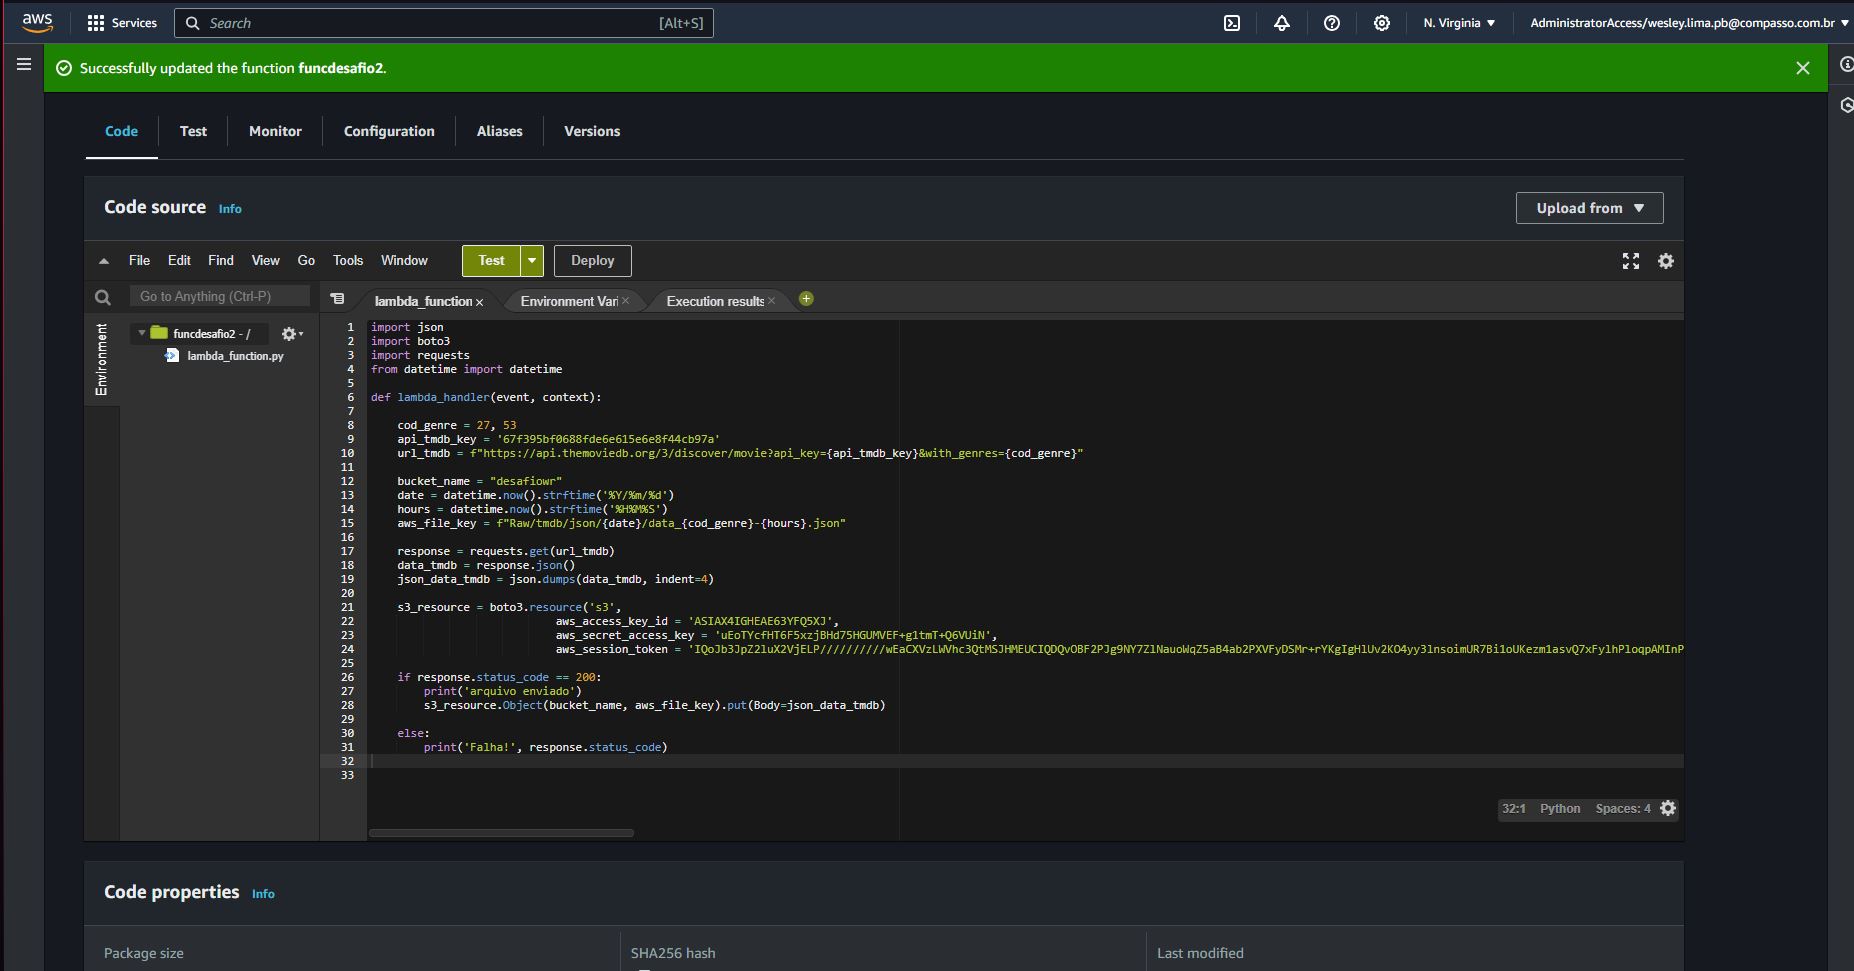 aws
Services
Search
[Alt+S]
N. Virginia
AdministratorAccess/wesley.lima.pb@compasso.com.br
Successfully updated the function funcdesafio2.
Code
Test
Monitor
Configuration
Aliases
Versions
Code source
Info
Upload from
File
Edit
Find
View
Go
Tools
Window
Test
Deploy
Go to Anything (Ctrl-P)
lambda_function
Environment Vari
Execution results
Environment
funcdesafio2 - /
lambda_function.py
1 import json
2 import boto3
3 import requests
4 from datetime import datetime
5
6 def lambda_handler(event, context):
7
8     cod_genre = 27, 53
9     api_tmdb_key = '67f395bf0688fde6e615e6e8f44cb97a'
10     url_tmdb = f"https://api.themoviedb.org/3/discover/movie?api_key={api_tmdb_key}&with_genres={cod_genre}"
11
12     bucket_name = "desafiowr"
13     date = datetime.now().strftime('%Y/%m/%d')
14     hours = datetime.now().strftime('%H%M%S')
15     aws_file_key = f"Raw/tmdb/json/{date}/data_{cod_genre}-{hours}.json"
16
17     response = requests.get(url_tmdb)
18     data_tmdb = response.json()
19     json_data_tmdb = json.dumps(data_tmdb, indent=4)
20
21     s3_resource = boto3.resource('s3',
22                             aws_access_key_id = 'ASIAX4IGHEAE63YFQ5XJ',
23                             aws_secret_access_key = 'uEoTYcfHT6F5xzjBHd75HGUMVEF+g1tmT+Q6VUiN',
24                             aws_session_token =
25
26     if response.status_code == 200:
27         print('arquivo enviado')
28         s3_resource.Object(bucket_name, aws_file_key).put(Body=json_data_tmdb)
29
30     else:
31         print('Falha!', response.status_code)
32
33
32:1
Python
Spaces: 4
Code properties
Info
Package size
SHA256 hash
Last modified